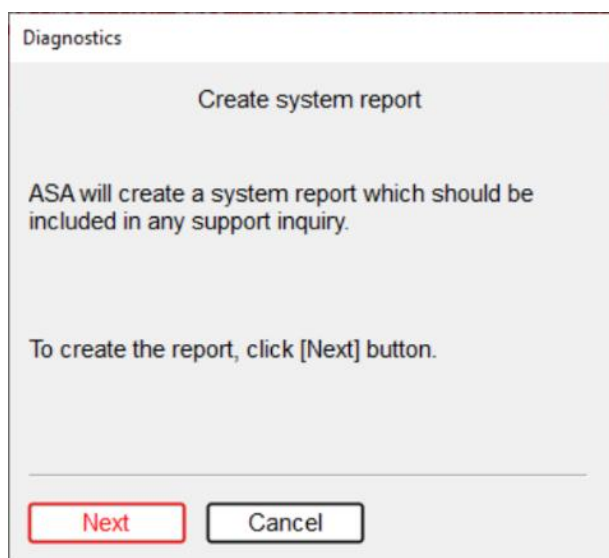 Diagnostics
Create system report
ASA will create a system report which should be
included in any support inquiry.
To create the report, click [Next] button.
Next
Cancel